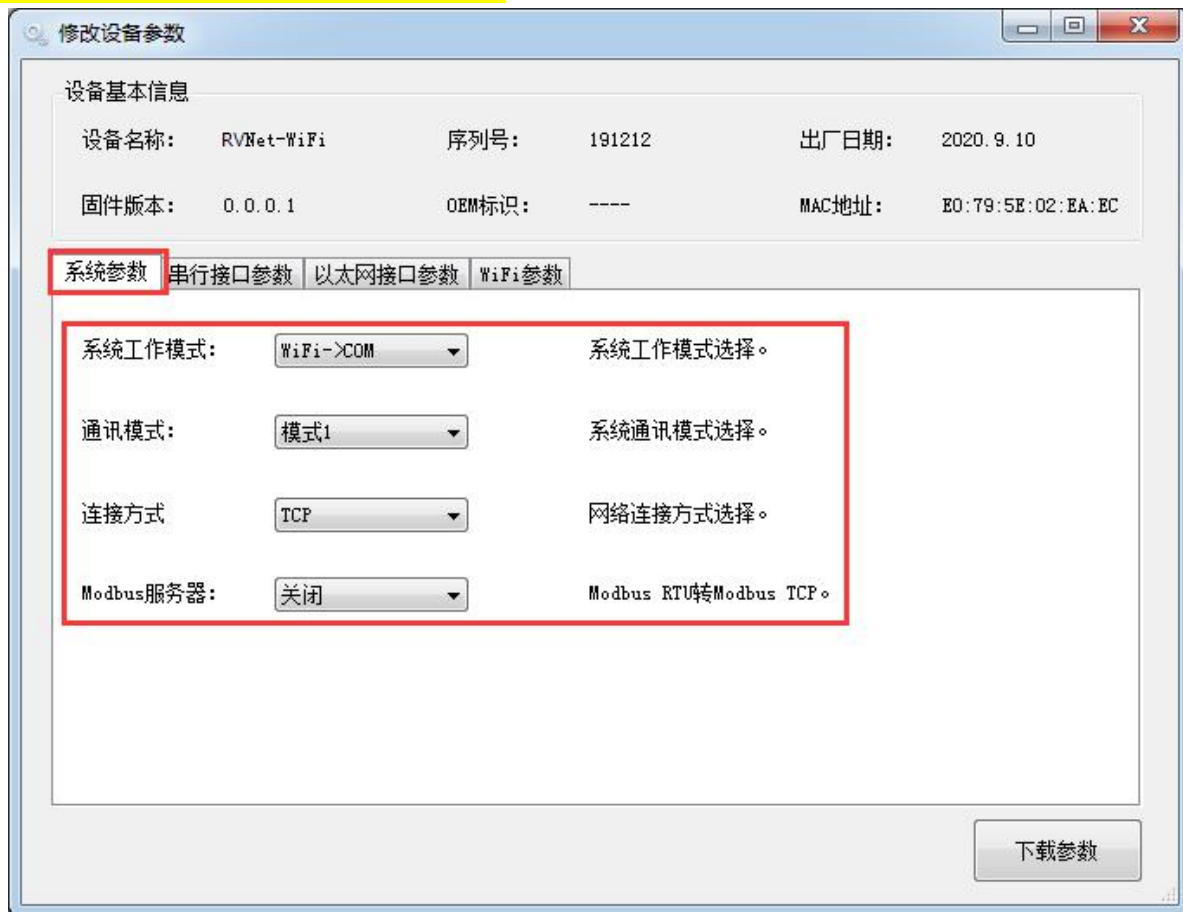 修改设备参数
设备基本信息
设备名称： RVNet-WiFi 序列号： 191212 出厂日期： 2020.9.10
固件版本： 0.0.0.1 OEM标识： ---- MAC地址： E0:79:5E:02:EA:EC
系统参数 串行接口参数 以太网接口参数 WiFi参数
系统工作模式： WiFi->COM 系统工作模式选择。
通讯模式： 模式1 系统通讯模式选择。
连接方式 TCP 网络连接方式选择。
Modbus服务器： 关闭 Modbus RTU转Modbus TCP。
下载参数